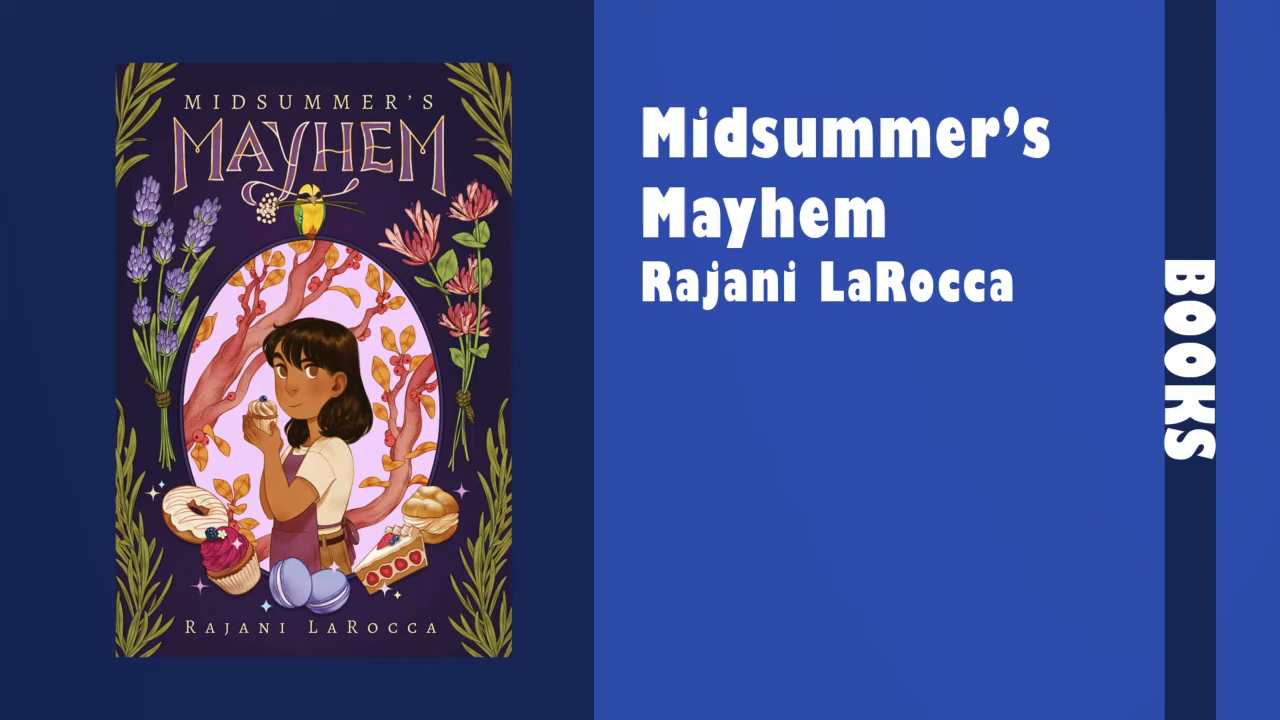 MIDSUMMER'S
MAYHEM
RAJANI LAROCCA
Midsummer's
Mayhem
Rajani LaRocca
BOOKS